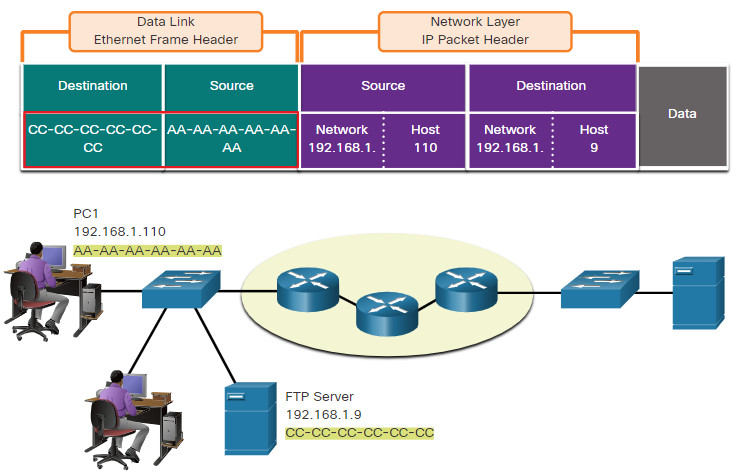 Data Link
Ethernet Frame Header
Network Layer
IP Packet Header
Destination
Source
Source
Destination
Data
CC-CC-CC-CC-CC-
CC
AA-AA-AA-AA-AA-
AA
Network
192.168.1.
Host
110
Network
192.168.1.
Host
9
PC1
192.168.1.110
AA-AA-AA-AA-AA-AA
FTP Server
192.168.1.9
CC-CC-CC-CC-CC-CC